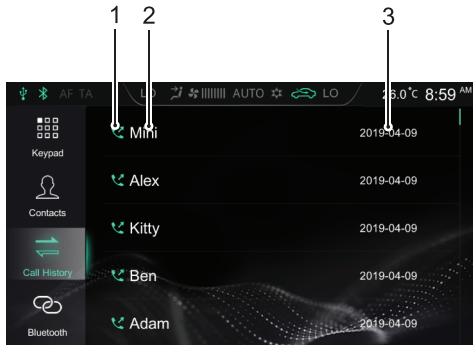 1 2 3
AF TA LO AUTO LO 26.0°C 8:59 AM
Keypad
Contacts
Call History
Bluetooth
Mini 2019-04-09
Alex 2019-04-09
Kitty 2019-04-09
Ben 2019-04-09
Adam 2019-04-09